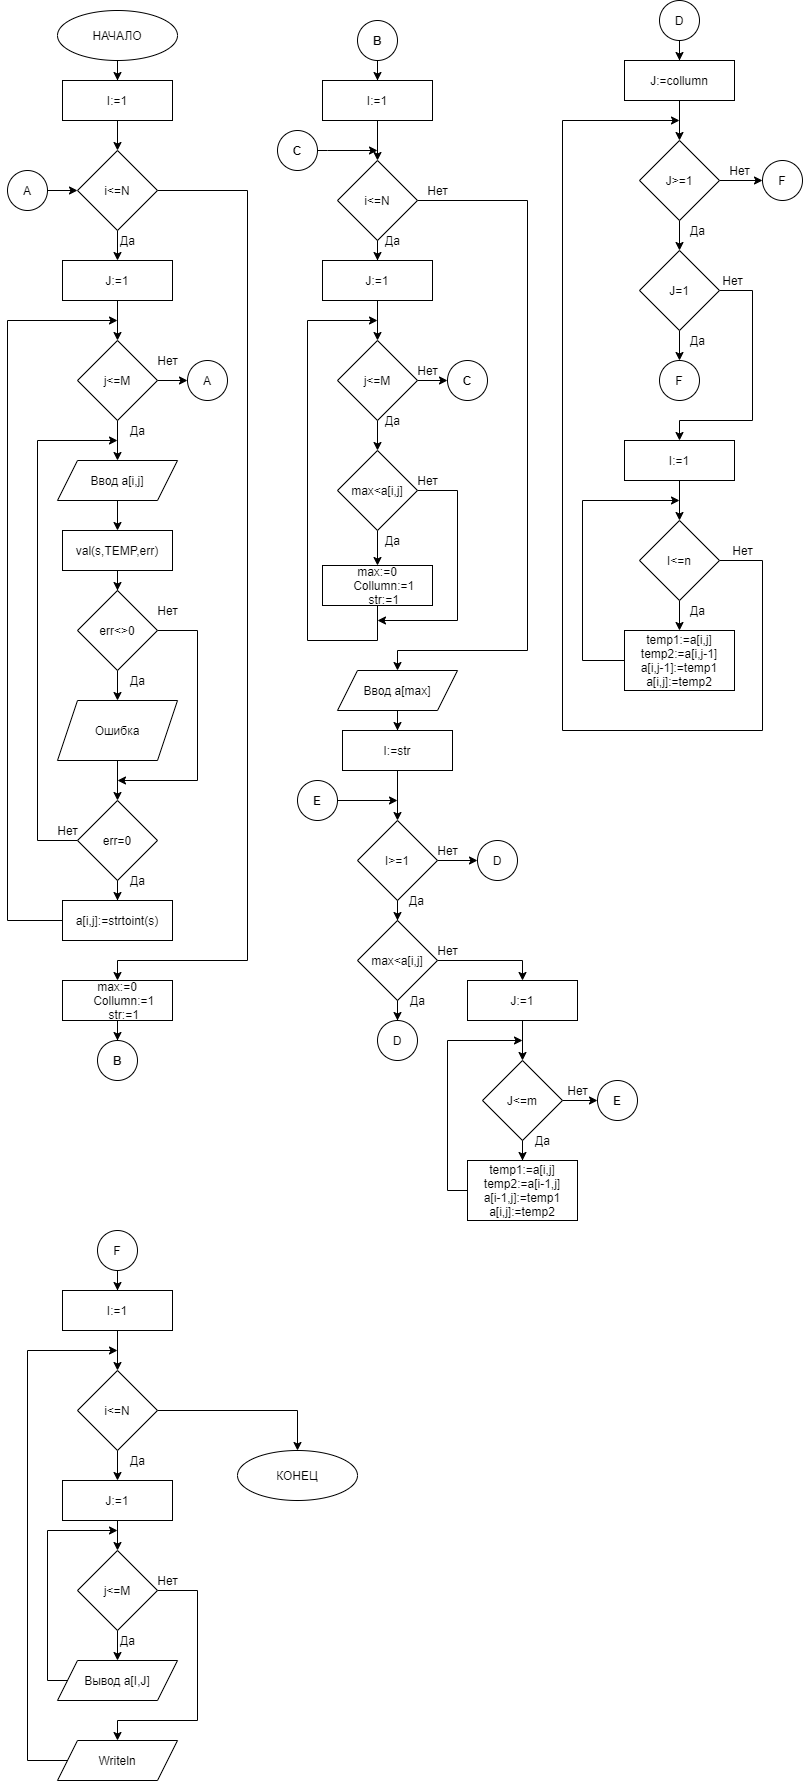 НАЧАЛО
I:=1
A
i<=N
Да
J:=1
j<=M
Нет
A
Да
Ввод a[i,j]
val(s,TEMP,err)
err<>0
Нет
Да
Ошибка
Нет
err=0
Да
a[i,j]:=strtoint(s)
max:=0
Collumn:=1
str:=1
B
B
I:=1
C
i<=N
Нет
Да
J:=1
j<=M
Нет
C
Да
max<a[i,j]
Нет
Да
max:=0
Collumn:=1
str:=1
Ввод a[max]
I:=str
E
I>=1
Нет
D
Да
max<a[i,j]
Нет
Да
D
J:=1
J<=m
Нет
E
Да
temp1:=a[i,j]
temp2:=a[i-1,j]
a[i-1,j]:=temp1
a[i,j]:=temp2
D
J:=collumn
J>=1
Нет
F
Да
J=1
Нет
Да
F
I:=1
I<=n
Нет
Да
temp1:=a[i,j]
temp2:=a[i,j-1]
a[i,j-1]:=temp1
a[i,j]:=temp2
F
I:=1
i<=N
Да
КОНЕЦ
J:=1
j<=M
Нет
Да
Вывод a[I,J]
Writeln